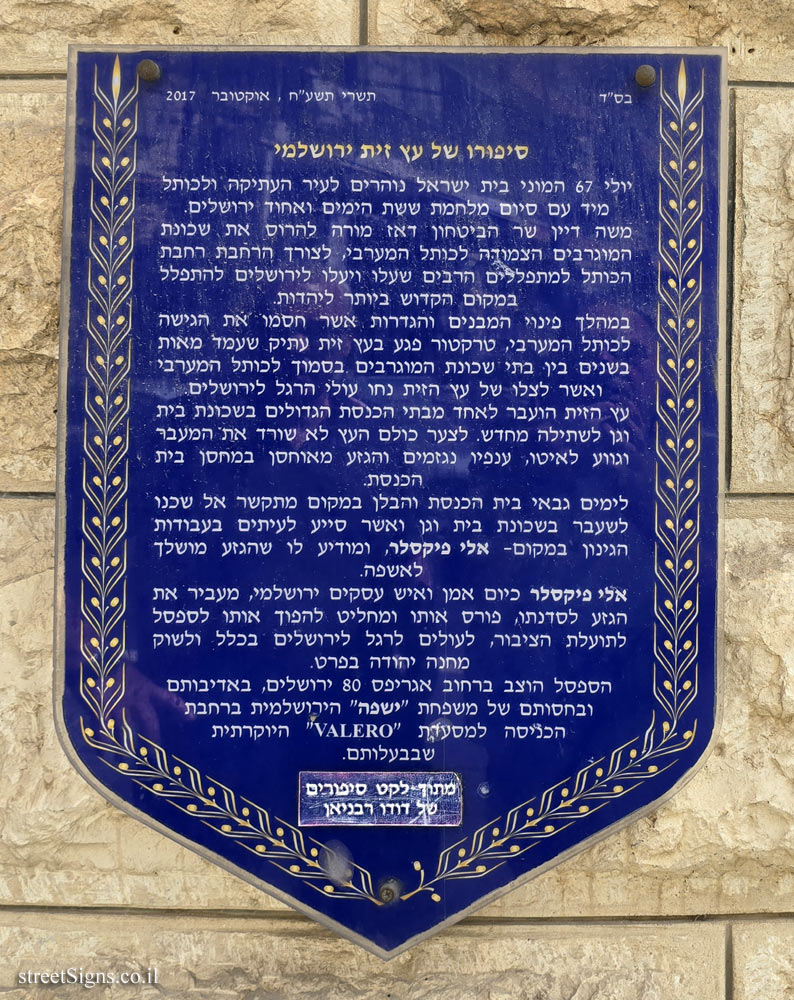 בס"ד
תשרי תשע"ח , אוקטובר 2017
סיפורו של עץ זית ירושלמי
יולי 67 המוני בית ישראל נוהרים לעיר העתיקה ולכותל
מיד עם סיום מלחמת ששת הימים ואחוד ירושלים.
משה דיין שר הביטחון דאז מורה להרוס את שכונת
המוגרבים הצמודה לכותל המערבי, לצורך הרחבת רחבת
הכותל למתפללים הרבים שעלו ויעלו לירושלים להתפלל
במקום הקדוש ביותר ליהדות.
במהלך פינוי המבנים והגדרות אשר חסמו את הגישה
לכותל המערבי, טרקטור פגע בעץ זית עתיק שעמד מאות
בשנים בין בתי שכונת המוגרבים בסמוך לכותל המערבי
ואשר לצלו של עץ הזית נחו עולי הרגל לירושלים.
עץ הזית הועבר לאחד מבתי הכנסת הגדולים בשכונת בית
וגן לשתילה מחדש. לצער כולם העץ לא שורד את המעבר
וגווע לאיטו, ענפיו נגזמים והגזע מאוחסן במחסן בית
הכנסת.
לימים גבאי בית הכנסת והבלן במקום מתקשר אל שכנו
לשעבר בשכונת בית וגן ואשר סייע לעיתים בעבודות
הגינון במקום- אלי פיקסלר, ומודיע לו שהגזע מושלך
לאשפה.
אלי פיקסלר כיום אמן ואיש עסקים ירושלמי, מעביר את
הגזע לסדנתו, פורס אותו ומחליט להפוך אותו לספסל
לתועלת הציבור, לעולים לרגל לירושלים בכלל ולשוק
מחנה יהודה בפרט.
הספסל הוצב ברחוב אגריפס 80 ירושלים, באדיבותם
ובחסותם של משפחת "ישפה" הירושלמית ברחבת
הכניסה למסעדת "VALERO" היוקרתית
שבבעלותם.
מתוך לקט סיפורים
של דודו רבניאן
streetSigns.co.il